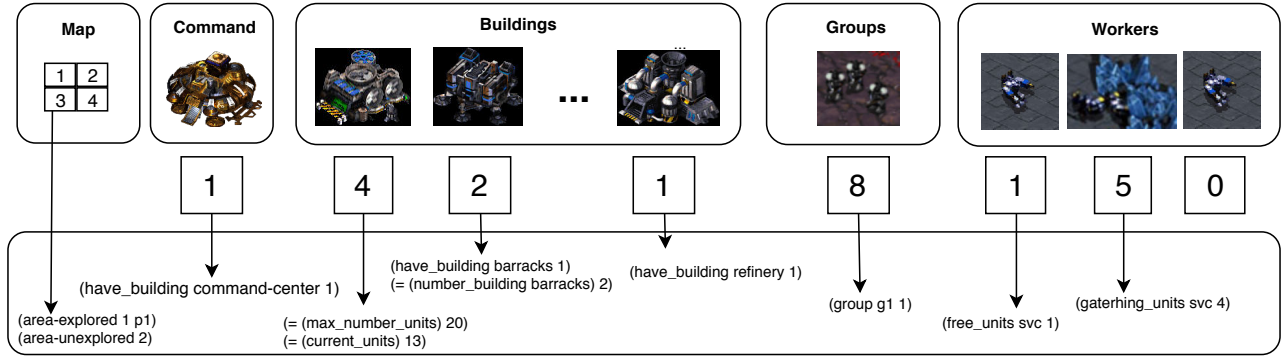 Map
Command
Buildings
Groups
Workers
1 2
3 4
...
...
1
4
2
1
8
1
5
0
(have_building barracks 1)
(= (number_building barracks) 2)
(have_building refinery 1)
(have_building command-center 1)
(group g1 1)
(gaterhing_units svc 4)
(area-explored 1 p1)
(area-unexplored 2)
(= (max_number_units) 20)
(= (current_units) 13)
(free_units svc 1)